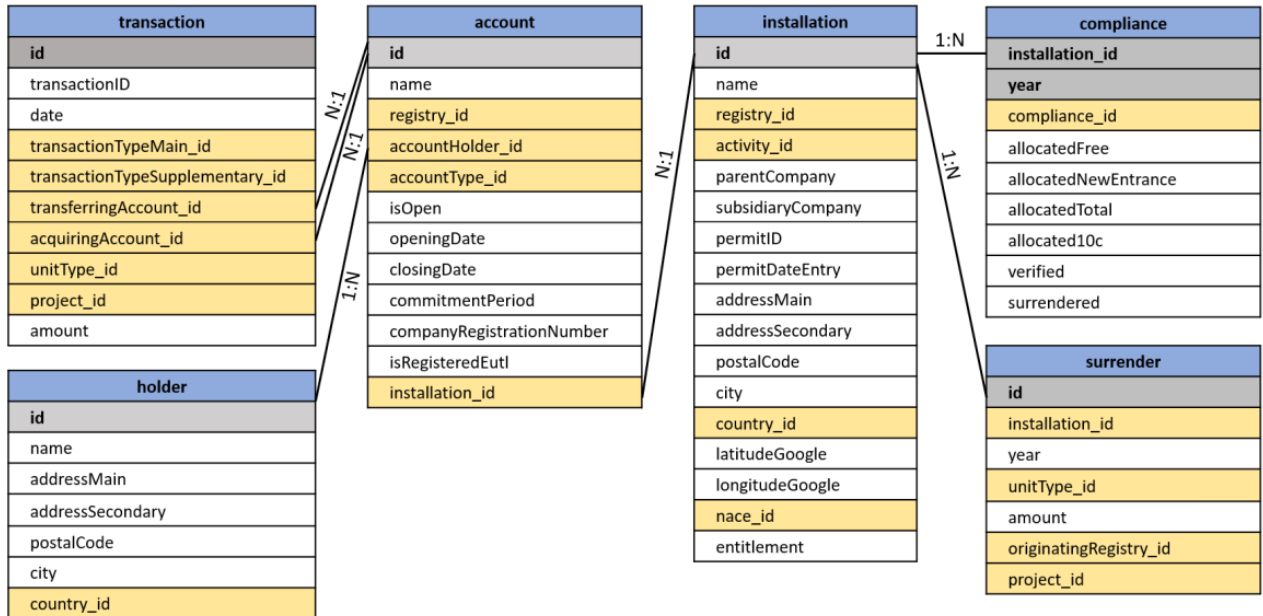 transaction
id
transactionID
date
transactionTypeMain_id
transactionTypeSupplementary_id
transferringAccount_id
acquiringAccount_id
unitType_id
project_id
amount
holder
id
name
addressMain
addressSecondary
postalCode
city
country_id
N:1
N:1
1:N
account
id
name
registry_id
accountHolder_id
accountType_id
isOpen
openingDate
closingDate
commitmentPeriod
companyRegistrationNumber
isRegisteredEutl
installation_id
N:1
installation
id
name
registry_id
activity_id
parentCompany
subsidiaryCompany
permitID
permitDateEntry
addressMain
addressSecondary
postalCode
city
country_id
latitudeGoogle
longitudeGoogle
nace_id
entitlement
1:N
1:N
compliance
installation_id
year
compliance_id
allocatedFree
allocatedNewEntrance
allocatedTotal
allocated10c
verified
surrendered
surrender
id
installation_id
year
unitType_id
amount
originatingRegistry_id
project_id